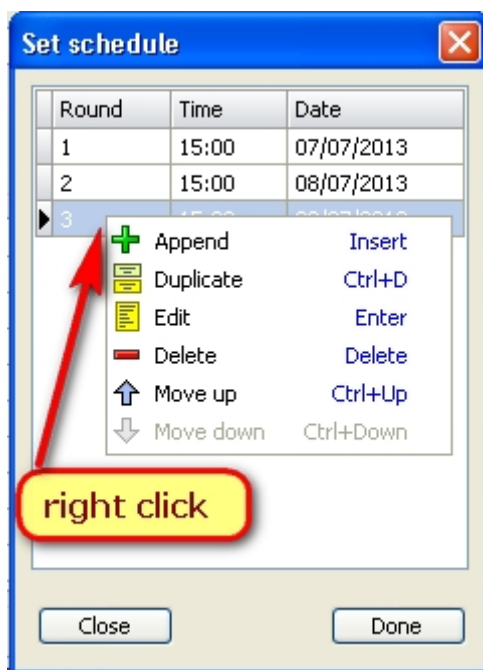 Set schedule
Round Time Date
1 15:00 07/07/2013
2 15:00 08/07/2013
3
Append Insert
Duplicate Ctrl+D
Edit Enter
Delete Delete
Move up Ctrl+Up
Move down Ctrl+Down
right click
Close Done